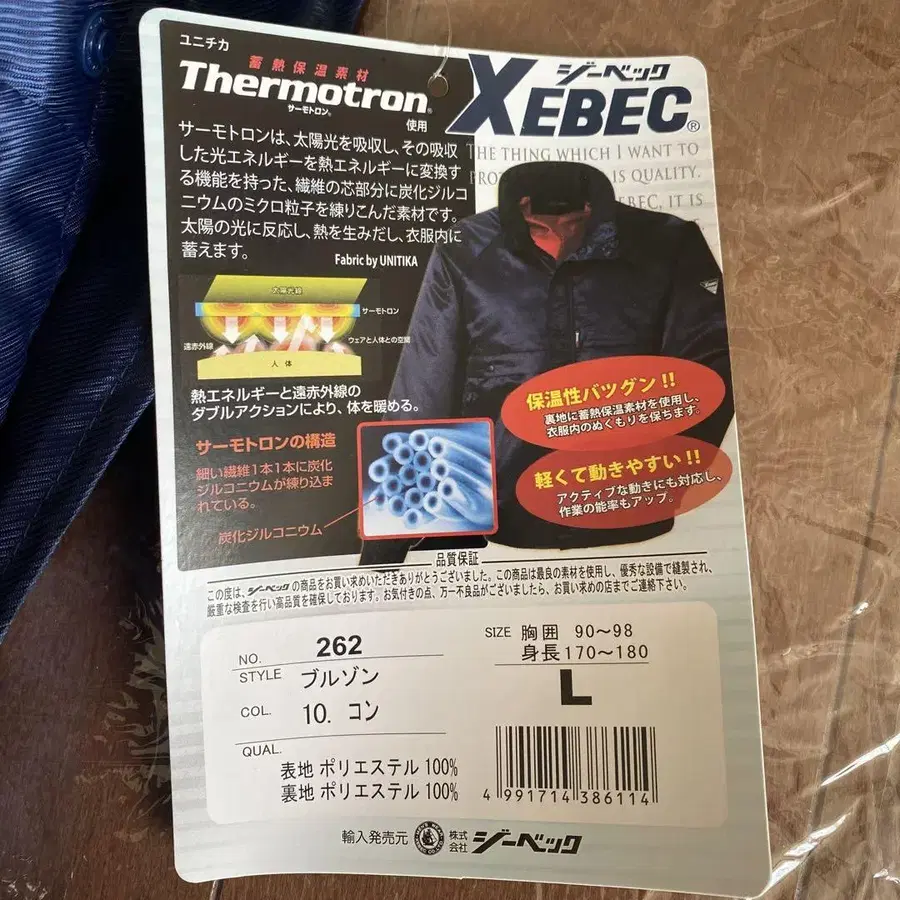 ユニチカ
蓄熱保温素材
Thermotron®
サーモトロン®
使用
サーモトロンは、太陽光を吸収し、その吸収
した光エネルギーを熱エネルギーに変換す
る機能を持った、繊維の芯部分に炭化ジルコ
ニウムのミクロ粒子を練りこんだ素材です。
太陽の光に反応し、熱を生みだし、衣服内に
蓄えます。
Fabric by UNITIKA
太陽光線
サーモトロン
遠赤外線
ウェアと人体との空間
人体
熱エネルギーと遠赤外線の
ダブルアクションにより、体を暖める。
サーモトロンの構造
細い繊維1本1本に炭化
ジルコニウムが練り込ま
れている。
炭化ジルコニウム
ジーベック
XEBEC®
THE THING WHICH I WANT TO
IS QUALITY.
EBEC, IT IS
保温性バツグン!!
裏地に蓄熱保温素材を使用し、
衣服内のぬくもりを保ちます。
軽くて動きやすい!!
アクティブな動きにも対応し、
作業の能率もアップ。
品質保証
この度は、ジーベックの商品をお買い求めいただきありがとうございました。この商品は最良の素材を使用し、優秀な設備で縫製され、
厳重な検査を行い高品質を確保しております。お気付きの点、万一不良品がございましたら、お買い求めの店までご連絡下さい。
NO. 262
STYLE ブルゾン
COL. 10. コン
QUAL.
表地 ポリエステル 100%
裏地 ポリエステル 100%
SIZE 胸囲 90～98
身長 170～180
L
4 991714 386114
輸入発売元 株式会社 ジーベック